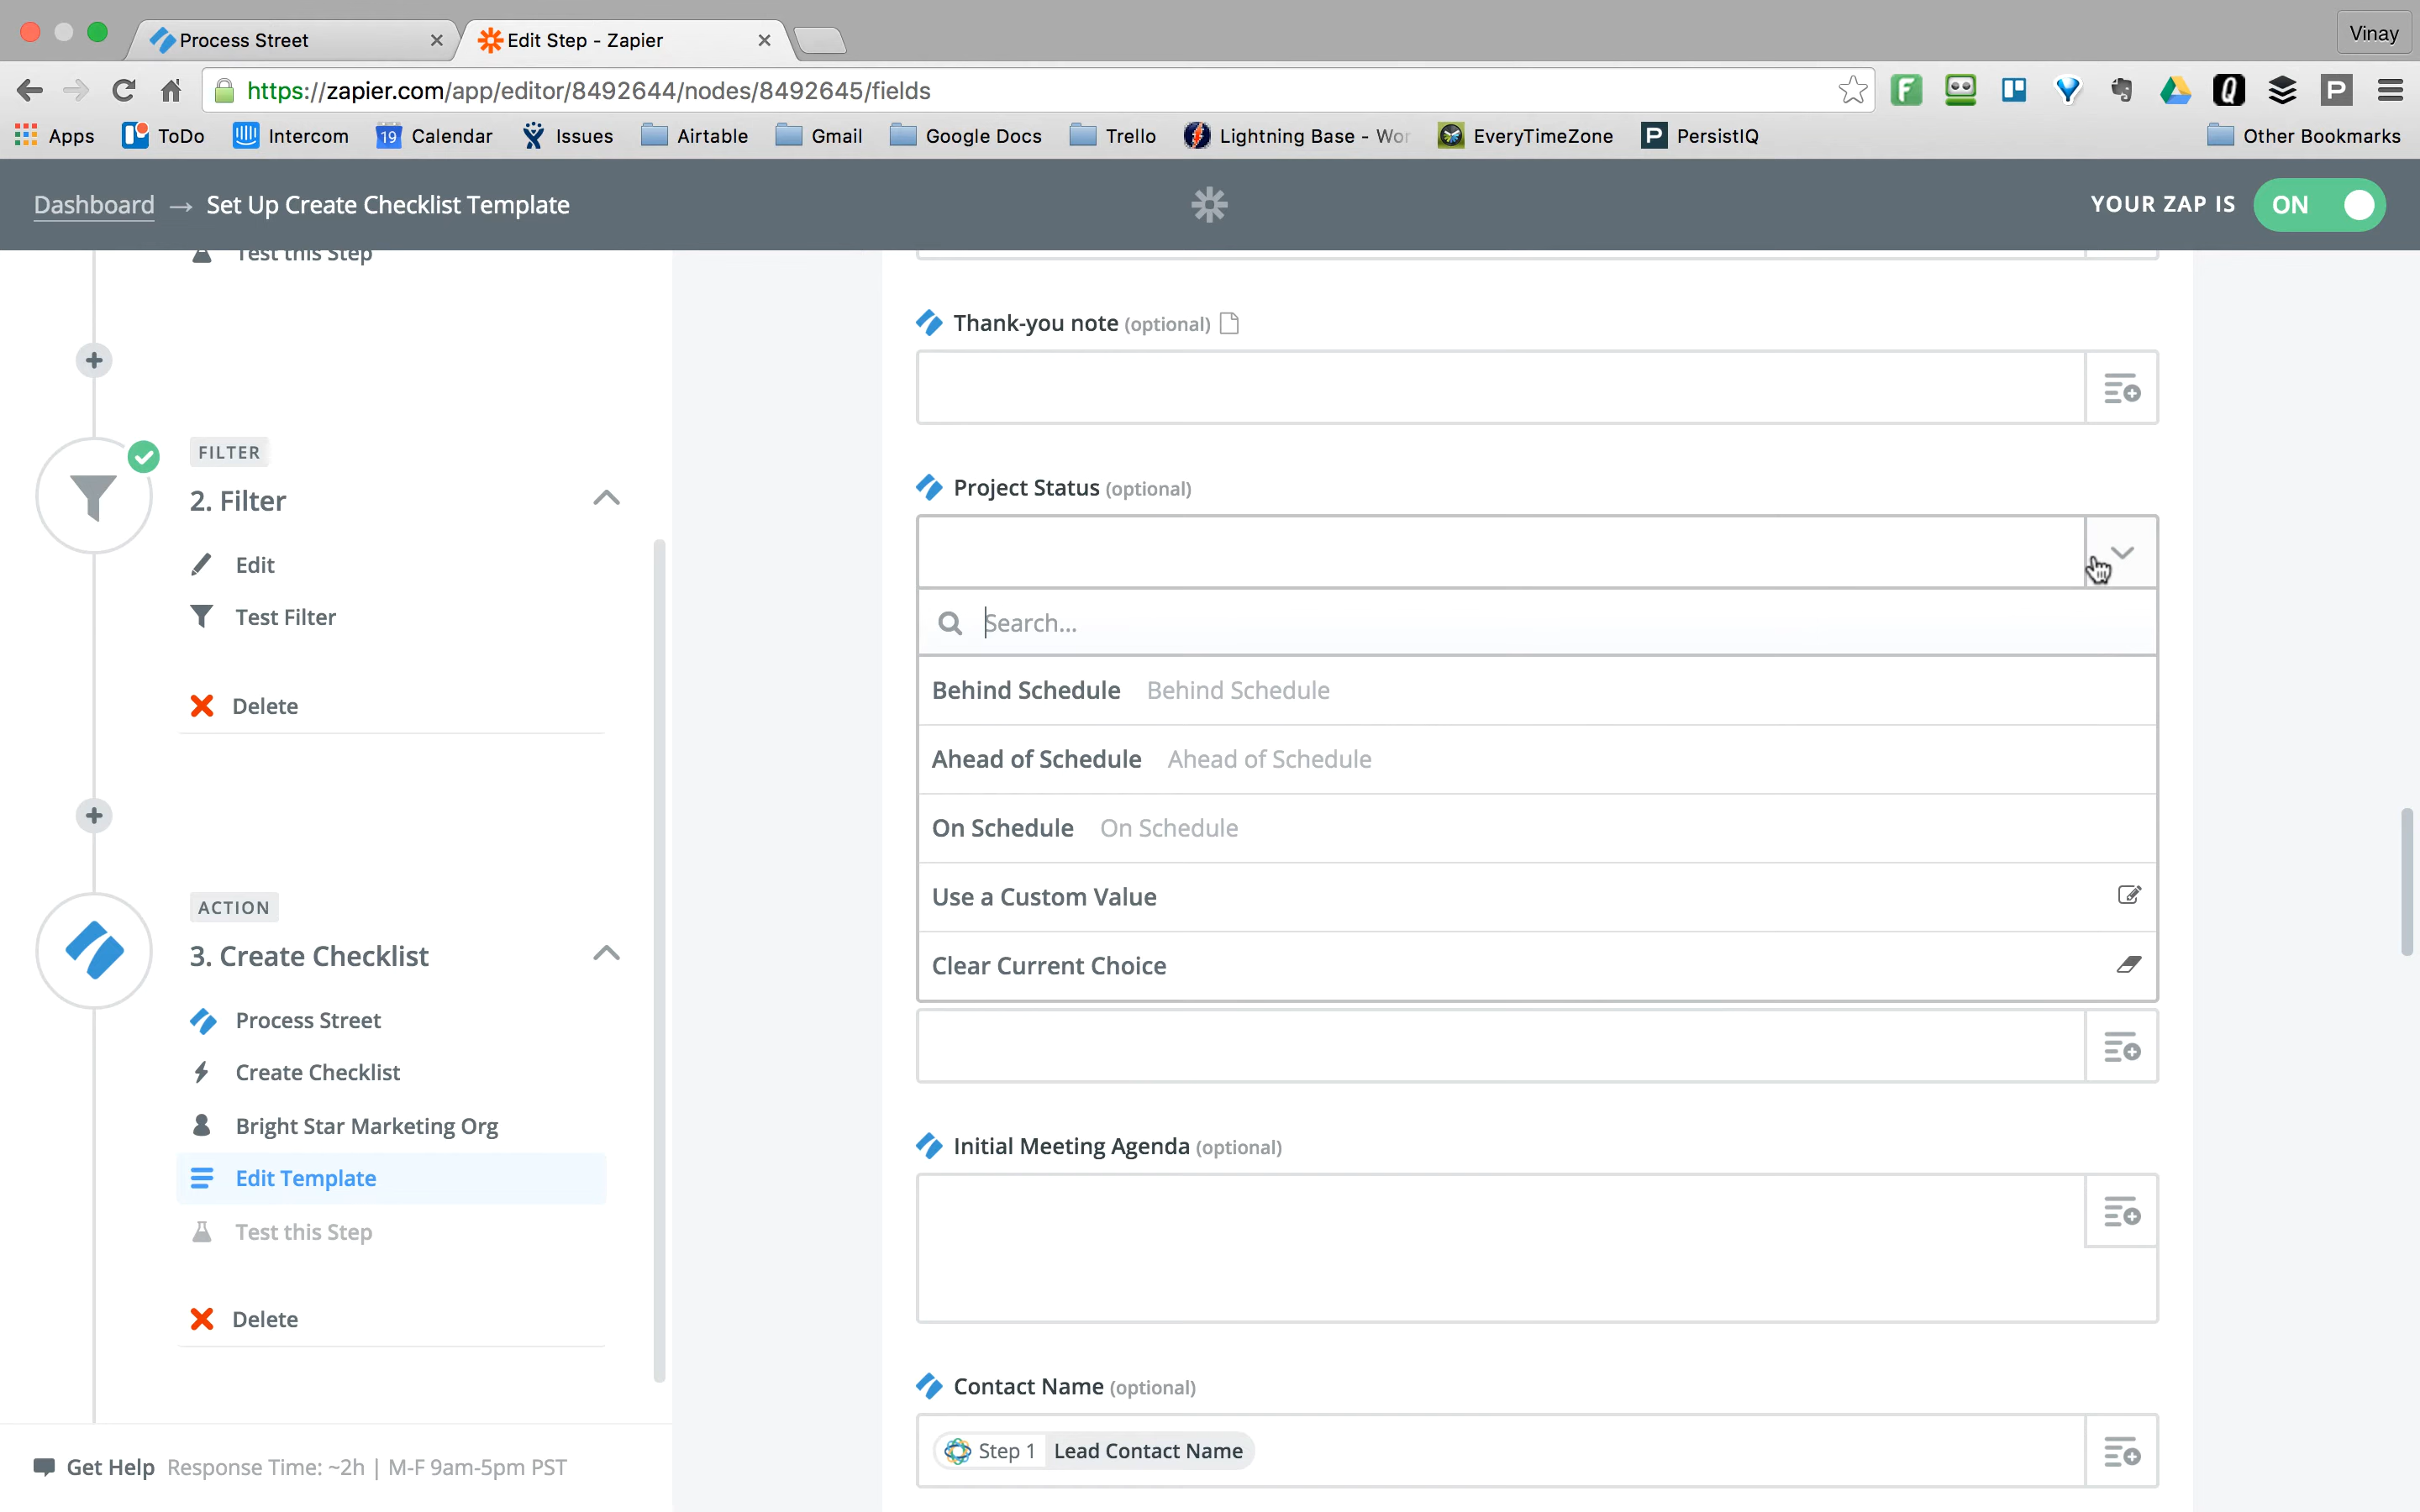 Process Street
Edit Step - Zapier
Vinay
https://zapier.com/app/editor/8492644/nodes/8492645/fields
Apps
ToDo
Intercom
19 Calendar
Issues
Airtable
Gmail
Google Docs
Trello
Lightning Base - Wor
EveryTimeZone
PersistIQ
Other Bookmarks
Dashboard → Set Up Create Checklist Template
YOUR ZAP IS ON
Test this Step
FILTER
2. Filter
Edit
Test Filter
Delete
ACTION
3. Create Checklist
Process Street
Create Checklist
Bright Star Marketing Org
Edit Template
Test this Step
Delete
Get Help Response Time: ~2h | M-F 9am-5pm PST
Thank-you note (optional)
Project Status (optional)
Search...
Behind Schedule Behind Schedule
Ahead of Schedule Ahead of Schedule
On Schedule On Schedule
Use a Custom Value
Clear Current Choice
Initial Meeting Agenda (optional)
Contact Name (optional)
Step 1 Lead Contact Name